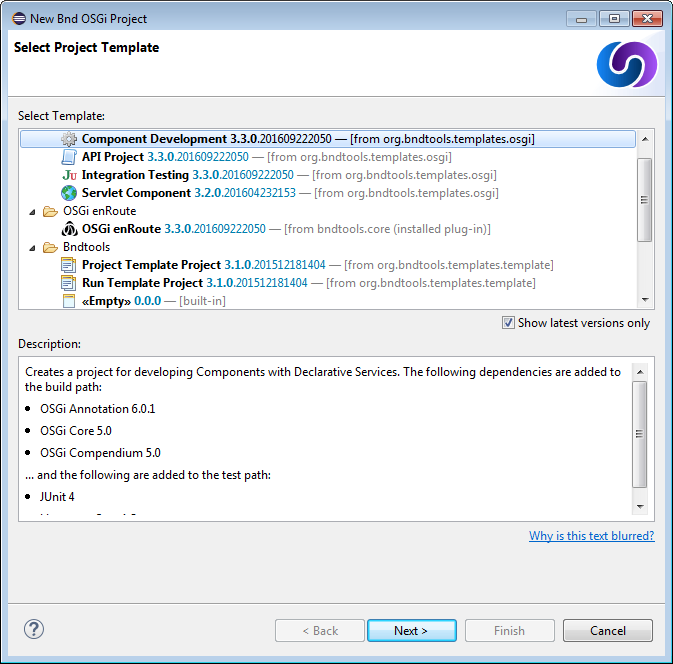 New Bnd OSGi Project
Select Project Template
Select Template:
Component Development 3.3.0.201609222050 — [from org.bndtools.templates.osgi]
API Project 3.3.0.201609222050 — [from org.bndtools.templates.osgi]
Ju Integration Testing 3.3.0.201609222050 — [from org.bndtools.templates.osgi]
Servlet Component 3.2.0.201604232153 — [from org.bndtools.templates.osgi]
OSGi enRoute
OSGi enRoute 3.3.0.201609222050 — [from bndtools.core (installed plug-in)]
Bndtools
Project Template Project 3.1.0.201512181404 — [from org.bndtools.templates.template]
Run Template Project 3.1.0.201512181404 — [from org.bndtools.templates.template]
«Empty» 0.0.0 — [built-in]
Show latest versions only
Description:
Creates a project for developing Components with Declarative Services. The following dependencies are added to
the build path:
• OSGi Annotation 6.0.1
• OSGi Core 5.0
• OSGi Compendium 5.0
... and the following are added to the test path:
• JUnit 4
Why is this text blurred?
? < Back Next > Finish Cancel